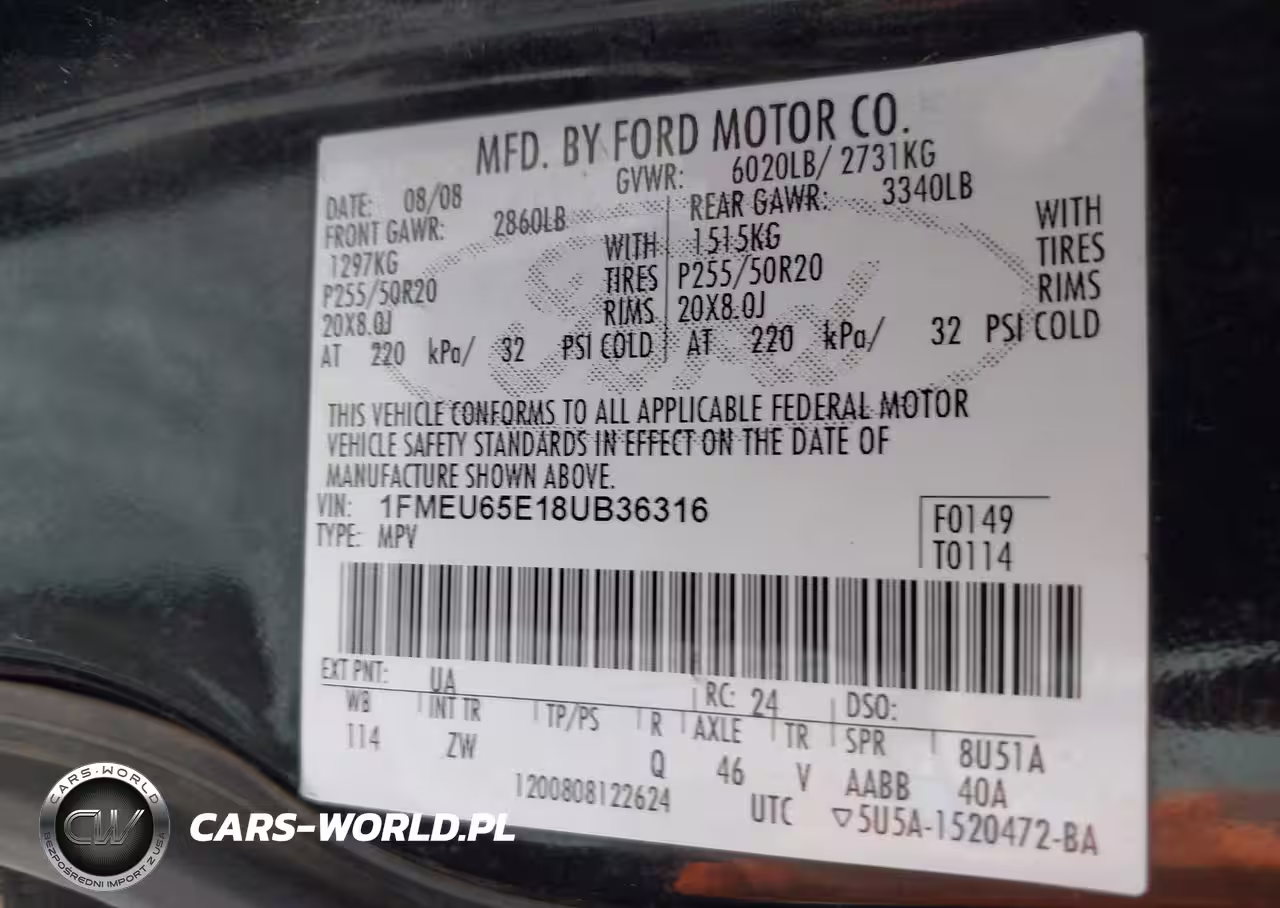 MFD. BY FORD MOTOR CO.
DATE: 08/08 GVWR: 6020LB/ 2731KG
FRONT GAWR: 2860LB REAR GAWR: 3340LB
1297KG WITH 1515KG WITH
P255/50R20 TIRES P255/50R20 TIRES
20X8.0J RIMS 20X8.0J RIMS
AT 220 kPa/ 32 PSI COLD AT 220 kPa/ 32 PSI COLD
THIS VEHICLE CONFORMS TO ALL APPLICABLE FEDERAL MOTOR
VEHICLE SAFETY STANDARDS IN EFFECT ON THE DATE OF
MANUFACTURE SHOWN ABOVE.
VIN: 1FMEU65E18UB36316 F0149
TYPE: MPV T0114
EXT PNT: UA RC: 24 DSO:
WB INT TR TP/PS R AXLE TR SPR 8U51A
114 ZW Q 46 V AABB 40A
1200808122624 UTC ▽5U5A-1520472-BA
CARS-WORLD
CW
BEZPOŚREDNI IMPORT Z USA
CARS-WORLD.PL